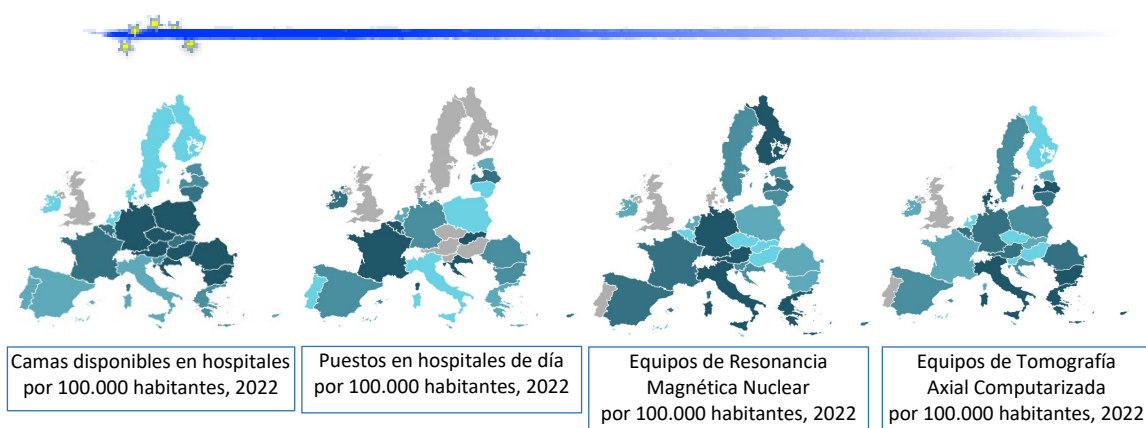 Camas disponibles en hospitales
por 100.000 habitantes, 2022
Puestos en hospitales de día
por 100.000 habitantes, 2022
Equipos de Resonancia
Magnética Nuclear
por 100.000 habitantes, 2022
Equipos de Tomografía
Axial Computarizada
por 100.000 habitantes, 2022